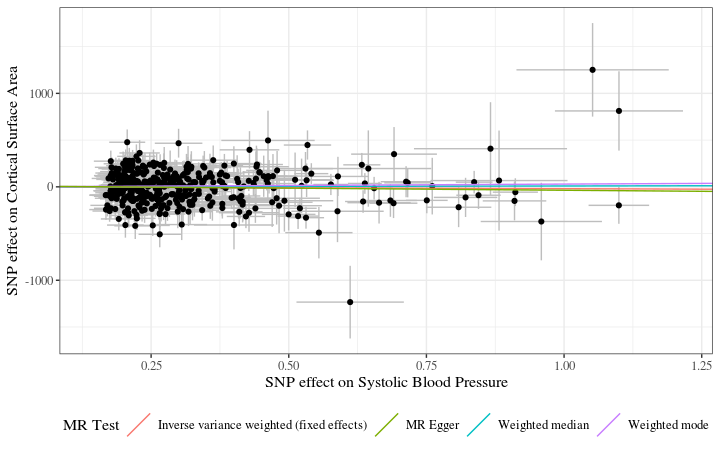 SNP effect on Cortical Surface Area
1000
0
-1000
0.25 0.50 0.75 1.00 1.25
SNP effect on Systolic Blood Pressure
MR Test Inverse variance weighted (fixed effects) MR Egger Weighted median Weighted mode